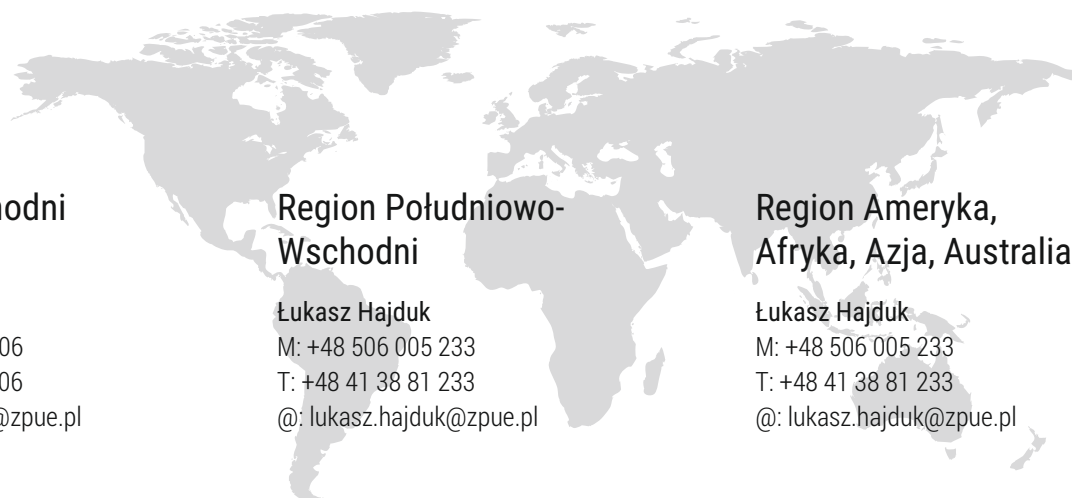 hodni
06
06
@zpue.pl
Region Południowo-
Wschodni
Łukasz Hajduk
M: +48 506 005 233
T: +48 41 38 81 233
@: lukasz.hajduk@zpue.pl
Region Ameryka,
Afryka, Azja, Australia
Łukasz Hajduk
M: +48 506 005 233
T: +48 41 38 81 233
@: lukasz.hajduk@zpue.pl